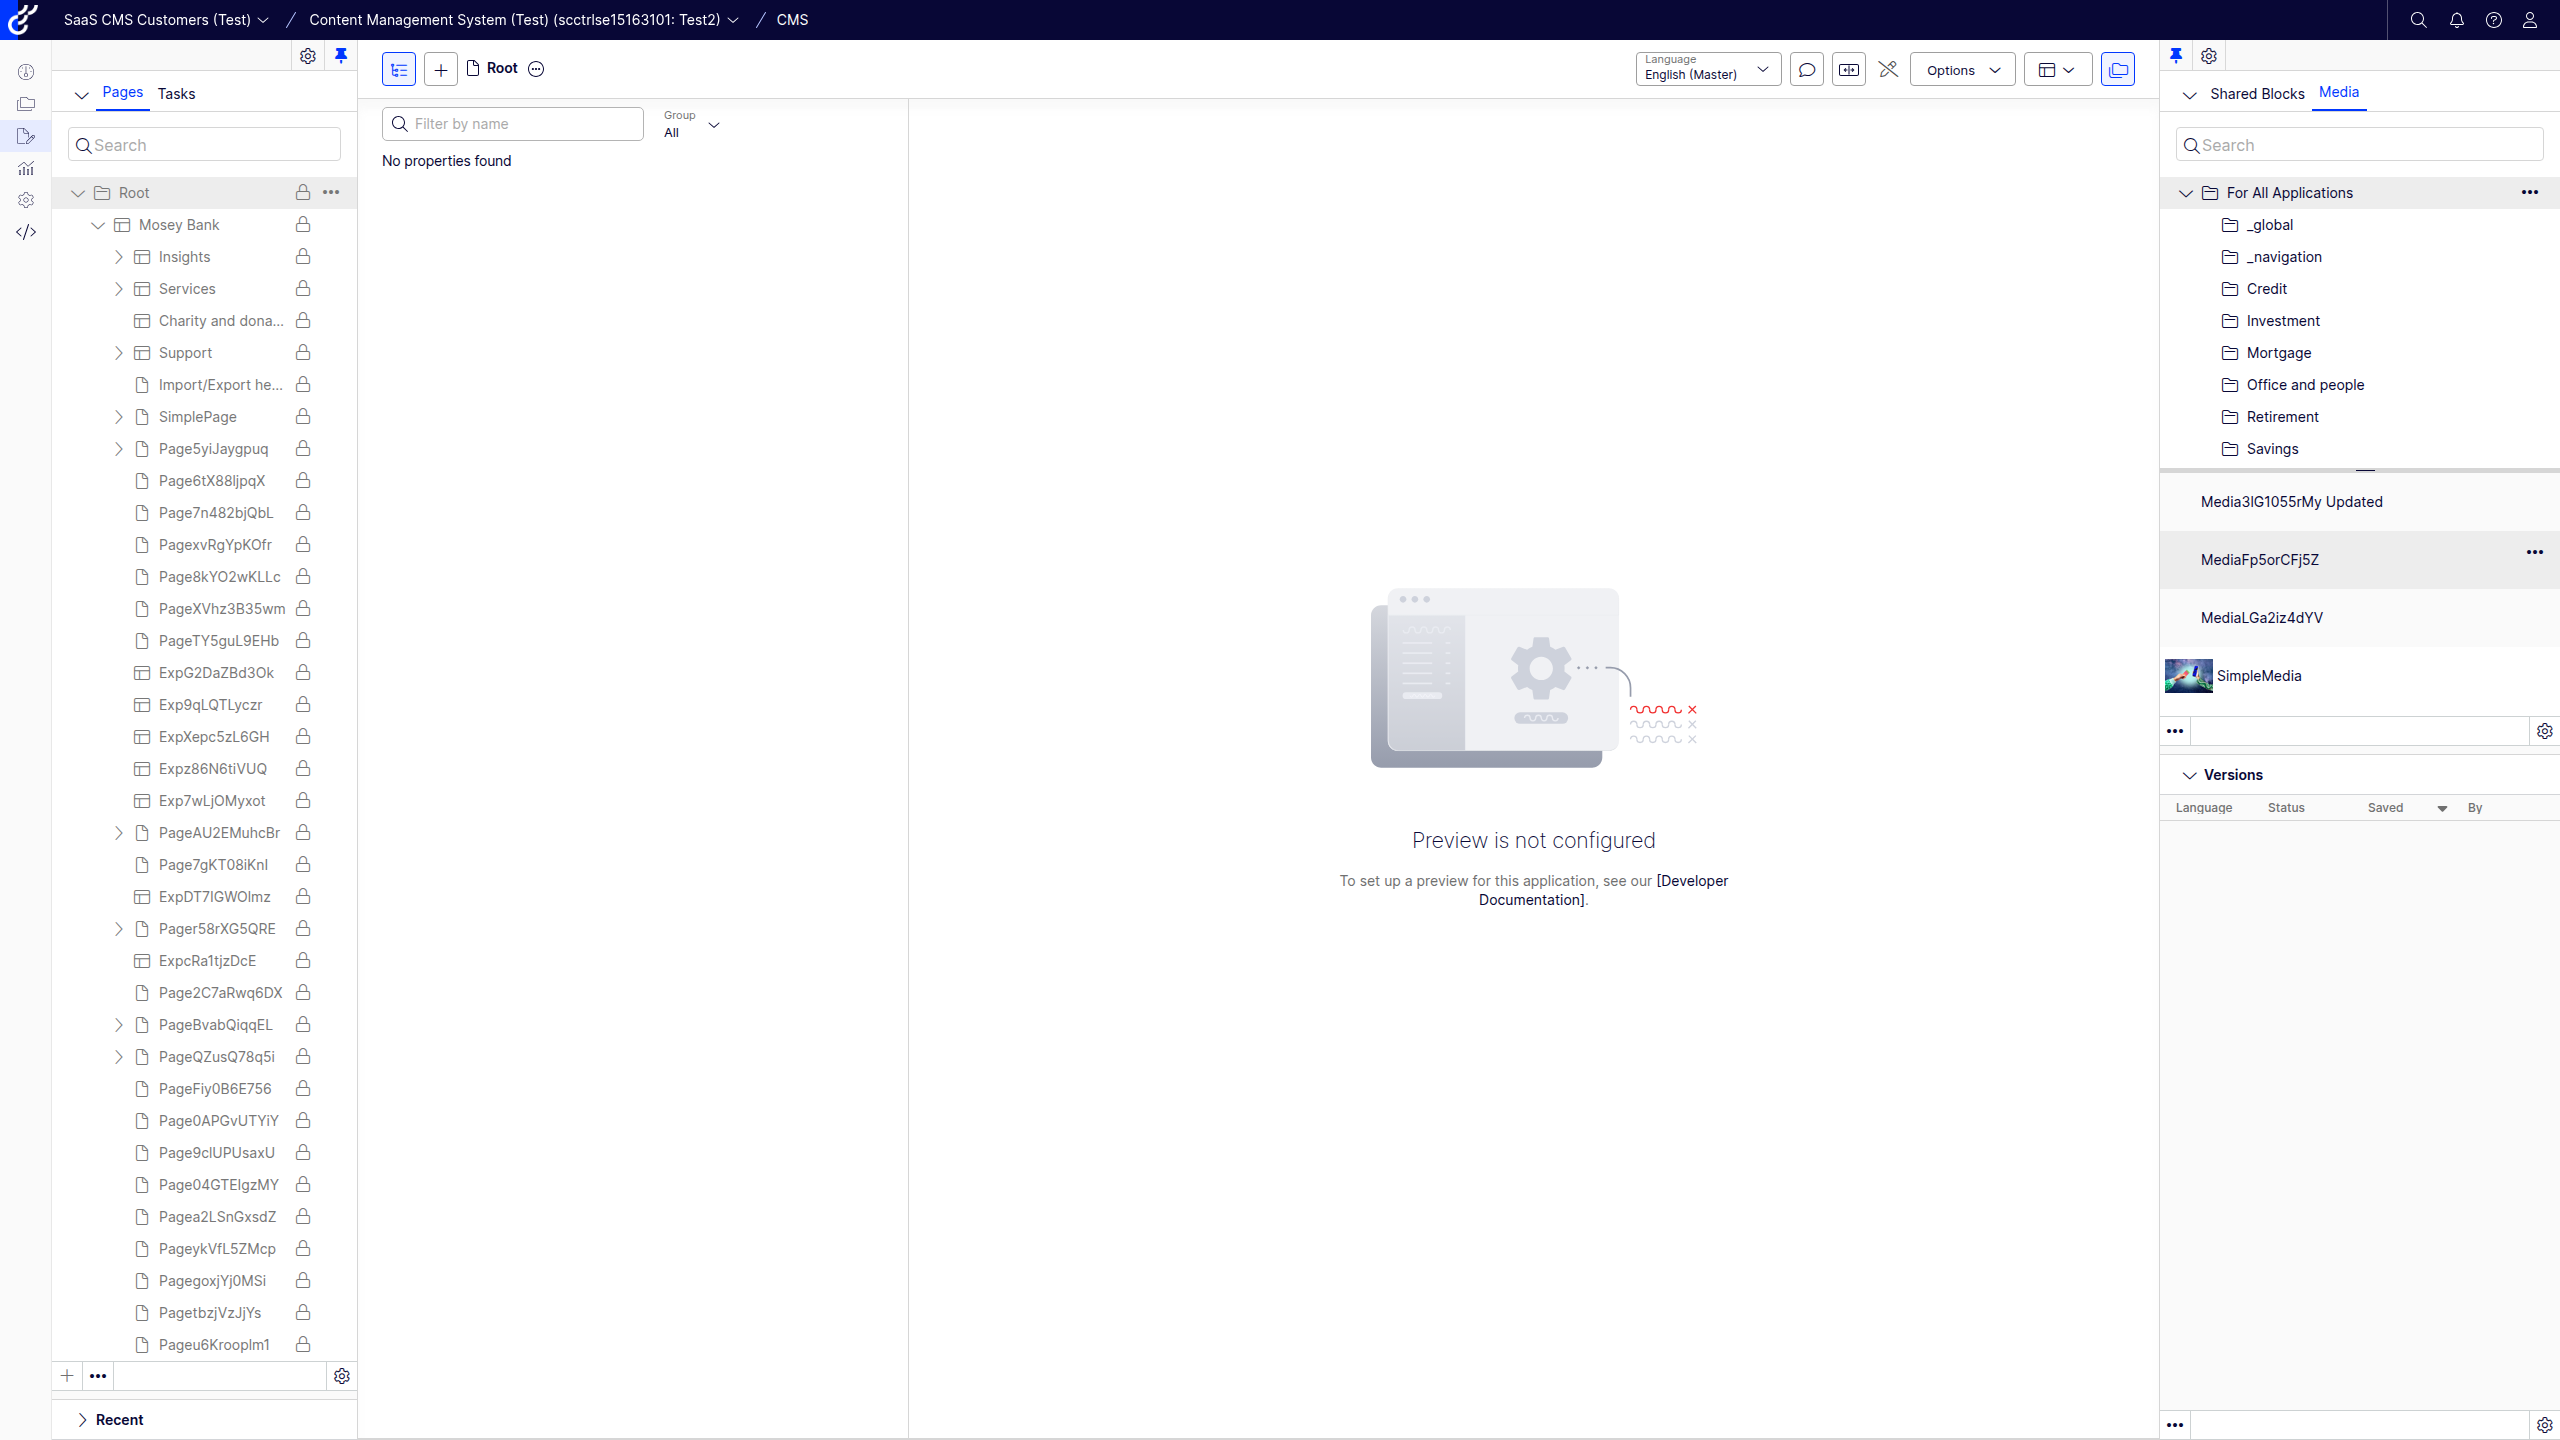 SaaS CMS Customers (Test)
Content Management System (Test) (scctrlse15163101: Test2)
CMS
Pages
Tasks
Search
Root
Mosey Bank
Insights
Services
Charity and dona...
Support
Import/Export he...
SimplePage
Page5yiJaygpuq
Page6tX88ljpqX
Page7n482bjQbL
PagexvRgYpKOfr
Page8kYO2wKLLc
PageXVhz3B35wm
PageTY5guL9EHb
ExpG2DaZBd3Ok
Exp9qLQTLyczr
ExpXepc5zL6GH
Expz86N6tiVUQ
Exp7wLjOMyxot
PageAU2EMuhcBr
Page7gKT08iKnI
ExpDT7IGWOlmz
Pager58rXG5QRE
ExpcRa1tjzDcE
Page2C7aRwq6DX
PageBvabQiqqEL
PageQZusQ78q5i
PageFiy0B6E756
Page0APGvUTYiY
Page9clUPUsaxU
Page04GTEIgzMY
Pagea2LSnGxsdZ
PageykVfL5ZMcp
PagegoxjYj0MSi
PagetbzjVzJjYs
Pageu6Krooplm1
Recent
Root
Language
English (Master)
Options
Filter by name
Group
All
No properties found
Preview is not configured
To set up a preview for this application, see our [Developer
Documentation].
Shared Blocks
Media
Search
For All Applications
_global
_navigation
Credit
Investment
Mortgage
Office and people
Retirement
Savings
Media3lG1055rMy Updated
MediaFp5orCFj5Z
MediaLGa2iz4dYV
SimpleMedia
Versions
Language
Status
Saved
By